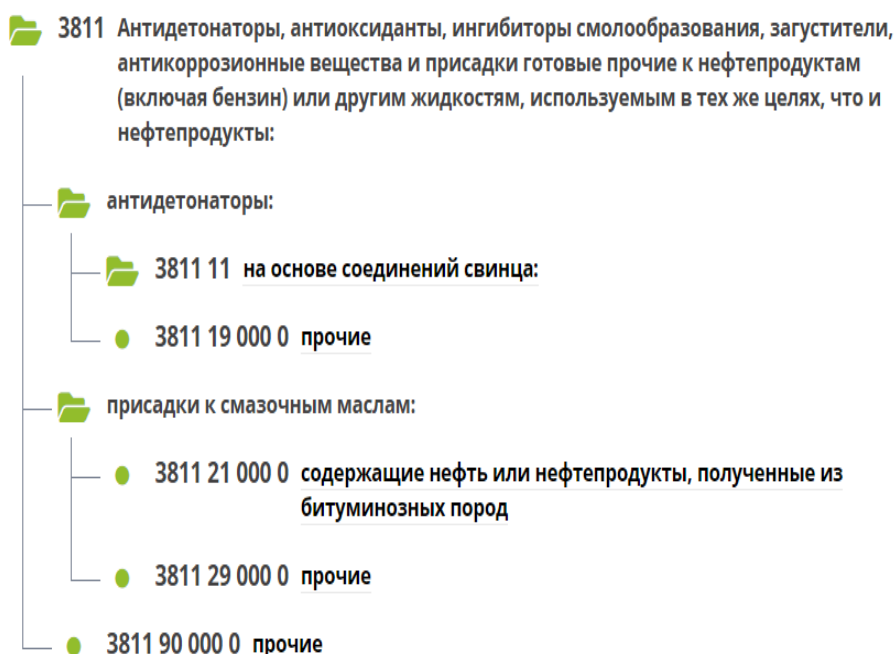 3811 Антидетонаторы, антиоксиданты, ингибиторы смолообразования, загустители,
антикоррозионные вещества и присадки готовые прочие к нефтепродуктам
(включая бензин) или другим жидкостям, используемым в тех же целях, что и
нефтепродукты:
антидетонаторы:
3811 11 на основе соединений свинца:
3811 19 000 0 прочие
присадки к смазочным маслам:
3811 21 000 0 содержащие нефть или нефтепродукты, полученные из
битуминозных пород
3811 29 000 0 прочие
3811 90 000 0 прочие